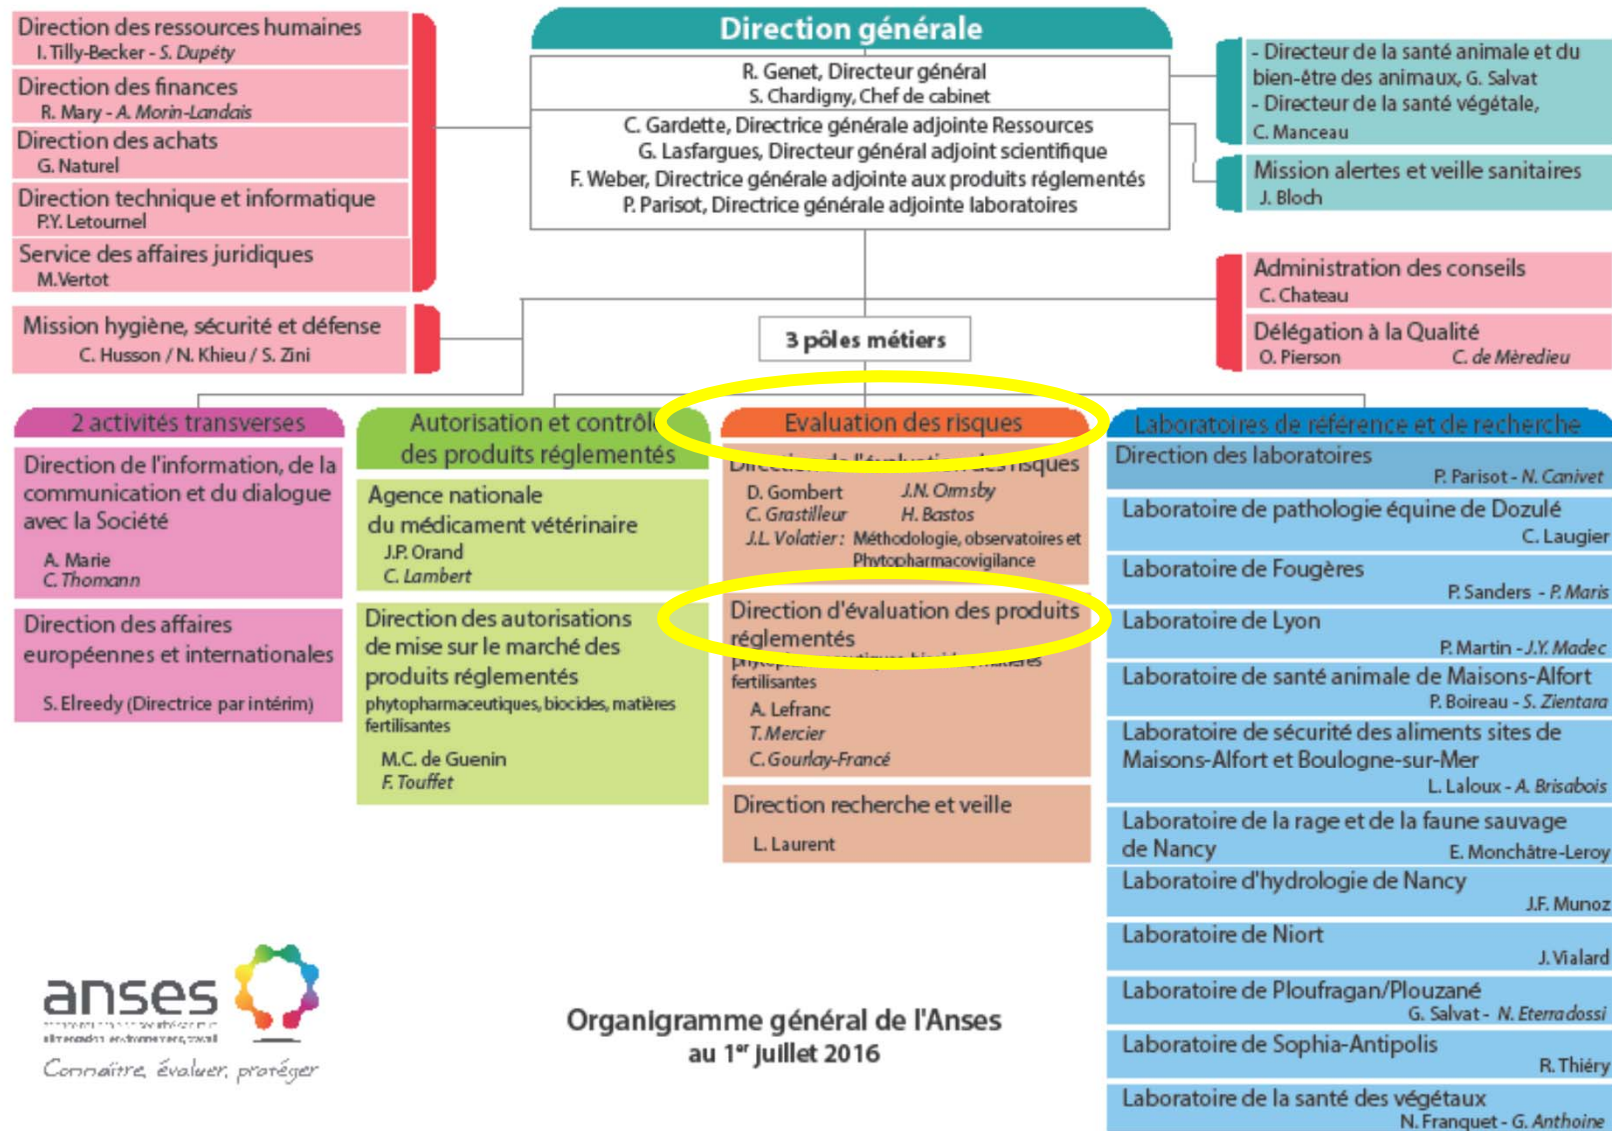 Direction des ressources humaines
I. Tilly-Becker - S. Dupéty
Direction des finances
R. Mary - A. Morin-Landais
Direction des achats
G. Naturel
Direction technique et informatique
P.Y. Letournel
Service des affaires juridiques
M.Vertot
Mission hygiène, sécurité et défense
C. Husson / N. Khieu / S. Zini
Direction générale
R. Genet, Directeur général
S. Chardigny, Chef de cabinet
C. Gardette, Directrice générale adjointe Ressources
G. Lasfargues, Directeur général adjoint scientifique
F. Weber, Directrice générale adjointe aux produits réglementés
P. Parisot, Directrice générale adjointe laboratoires
- Directeur de la santé animale et du
bien-être des animaux, G. Salvat
- Directeur de la santé végétale,
C. Manceau
Mission alertes et veille sanitaires
J. Bloch
Administration des conseils
C. Chateau
Délégation à la Qualité
O. Pierson C. de Mèredieu
3 pôles métiers
2 activités transverses
Direction de l'information, de la
communication et du dialogue
avec la Société
A. Marie
C. Thomann
Direction des affaires
européennes et internationales
S. Elreedy (Directrice par intérim)
Autorisation et contrôle
des produits réglementés
Agence nationale
du médicament vétérinaire
J.P. Orand
C. Lambert
Direction des autorisations
de mise sur le marché des
produits réglementés
phytopharmaceutiques, biocides, matières
fertilisantes
M.C. de Guenin
F. Touffet
Evaluation des risques
Direction de l'évaluation des risques
D. Gombert J.N. Ormsby
C. Grastilleur H. Bastos
J.L. Volatier : Méthodologie, observatoires et
Phytopharmacovigilance
Direction d'évaluation des produits
réglementés
phytopharmaceutiques, biocides, matières
fertilisantes
A. Lefranc
T. Mercier
C. Gourlay-Francé
Direction recherche et veille
L. Laurent
Laboratoires de référence et de recherche
Direction des laboratoires
P. Parisot - N. Canivet
Laboratoire de pathologie équine de Dozulé
C. Laugier
Laboratoire de Fougères
P. Sanders - P. Maris
Laboratoire de Lyon
P. Martin - J.Y. Madec
Laboratoire de santé animale de Maisons-Alfort
P. Boireau - S. Zientara
Laboratoire de sécurité des aliments sites de
Maisons-Alfort et Boulogne-sur-Mer
L. Laloux - A. Brisabois
Laboratoire de la rage et de la faune sauvage
de Nancy E. Monchâtre-Leroy
Laboratoire d'hydrologie de Nancy
J.F. Munoz
Laboratoire de Niort
J. Vialard
Laboratoire de Ploufragan/Plouzané
G. Salvat - N. Eterradossi
Laboratoire de Sophia-Antipolis
R. Thiéry
Laboratoire de la santé des végétaux
N. Franquet - G. Anthoine
anses
alimentation, environnement, travail
Connaître, évaluer, protéger
Organigramme général de l'Anses
au 1er juillet 2016